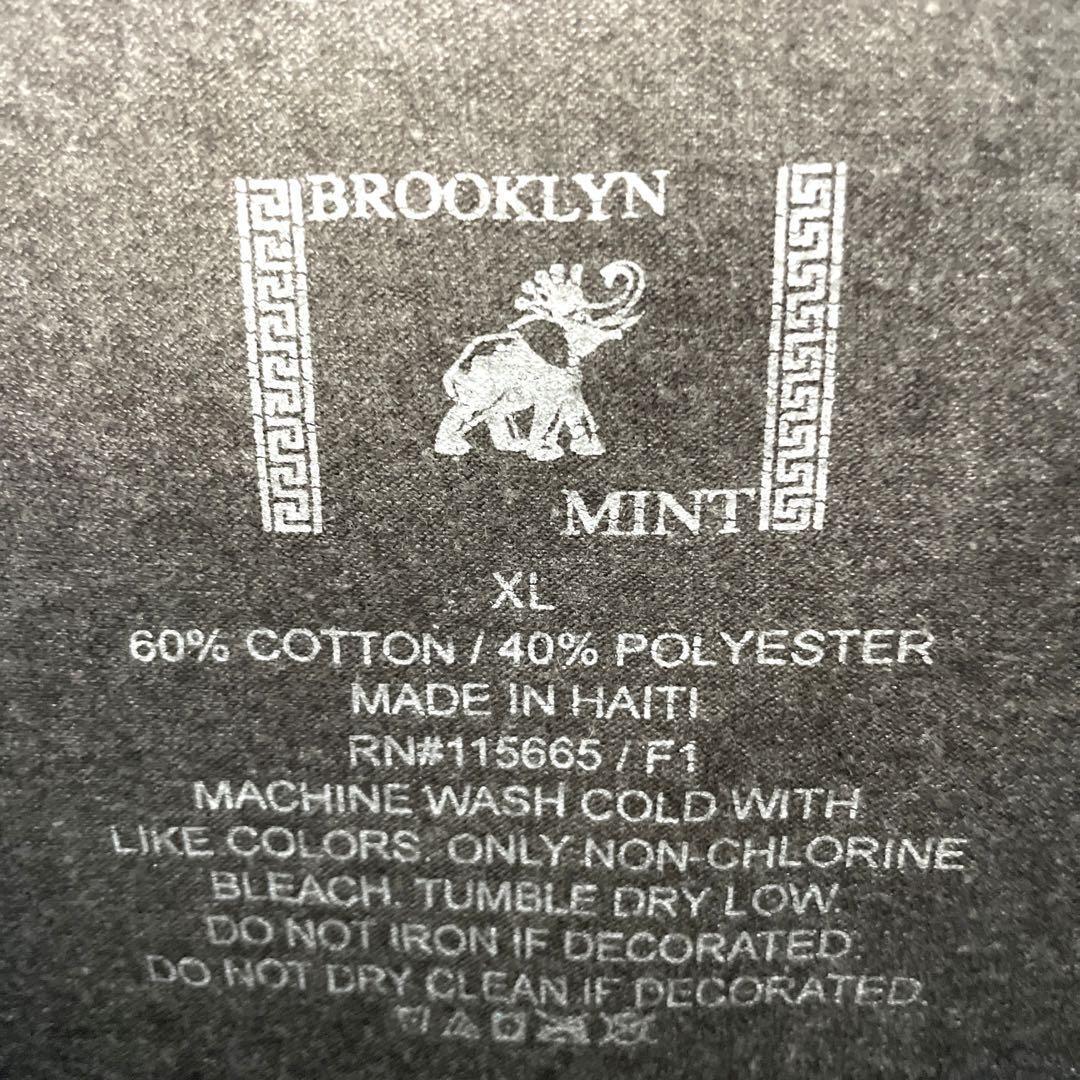 BROOKLYN
MINT
XL
60% COTTON / 40% POLYESTER
MADE IN HAITI
RN#115665 / F1
MACHINE WASH COLD WITH
LIKE COLORS. ONLY NON-CHLORINE
BLEACH. TUMBLE DRY LOW.
DO NOT IRON IF DECORATED.
DO NOT DRY CLEAN IF DECORATED.